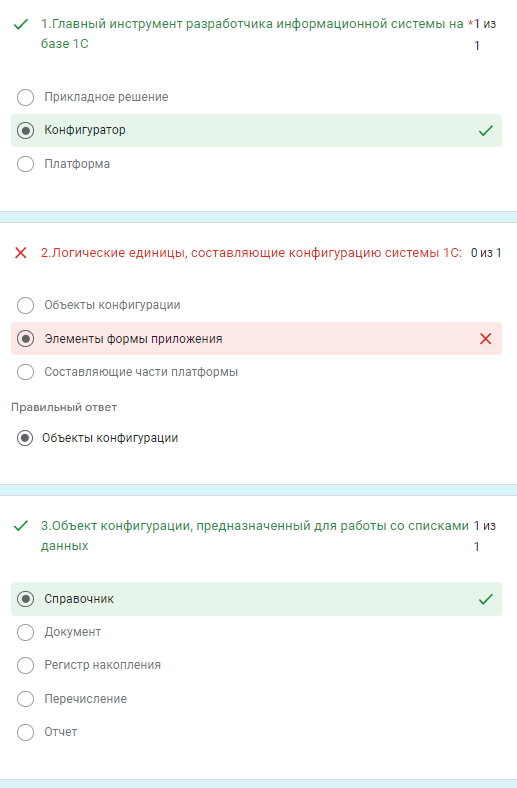 1.Главный инструмент разработчика информационной системы на * 1 из
базе 1С 1
Прикладное решение
Конфигуратор
Платформа
2.Логические единицы, составляющие конфигурацию системы 1С: 0 из 1
Объекты конфигурации
Элементы формы приложения
Составляющие части платформы
Правильный ответ
Объекты конфигурации
3.Объект конфигурации, предназначенный для работы со списками 1 из
данных 1
Справочник
Документ
Регистр накопления
Перечисление
Отчет